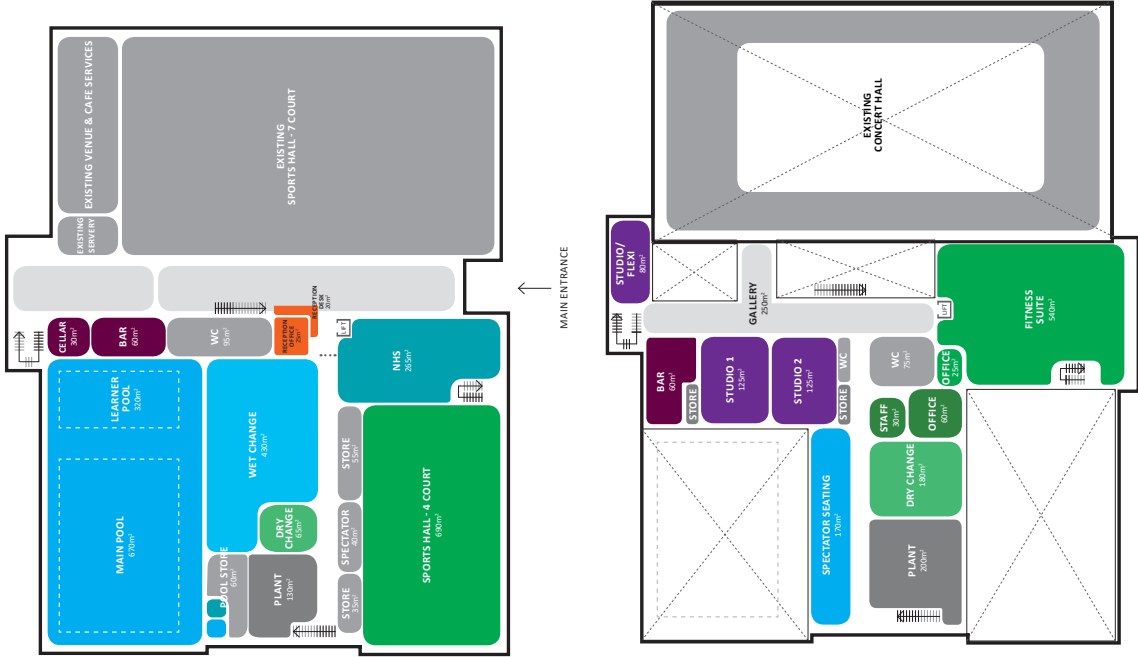 EXISTING VENUE & CAFE SERVICES
EXISTING
SERVERY
EXISTING
SPORTS HALL - 7 COURT
CELLAR
30m²
BAR
60m²
WC
95m²
RECEPTION
OFFICE
25m²
RECEPTION
DESK
20m²
LIFT
NHS
265m²
LEARNER
POOL
320m²
MAIN POOL
670m²
WET CHANGE
430m²
DRY
CHANGE
65m²
POOL STORE
60m²
PLANT
130m²
STORE
55m²
SPECTATOR
40m²
STORE
35m²
SPORTS HALL - 4 COURT
690m²
MAIN ENTRANCE
EXISTING
CONCERT HALL
STUDIO/
FLEXI
80m²
GALLERY
250m²
LIFT
FITNESS
SUITE
540m²
BAR
60m²
STORE
STUDIO 1
125m²
STUDIO 2
125m²
WC
STORE
WC
75m²
OFFICE
25m²
STAFF
30m²
OFFICE
60m²
DRY CHANGE
180m²
SPECTATOR SEATING
170m²
PLANT
200m²